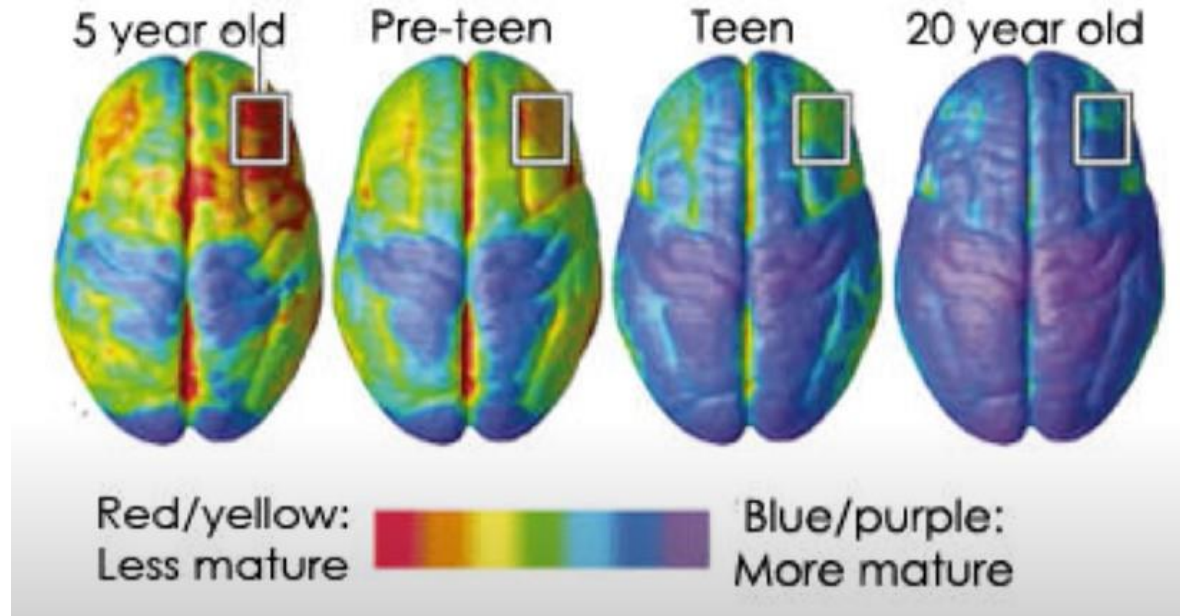 5 year old
Pre-teen
Teen
20 year old
Red/yellow:
Less mature
Blue/purple:
More mature